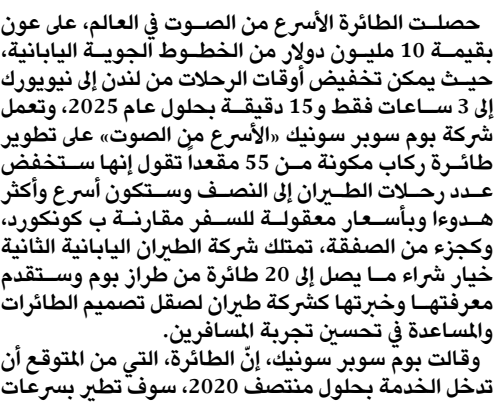 حصلت الطائرة الأسرع من الصوت في العالم، على عون
بقيمة 10 مليون دولار من الخطوط الجوية اليابانية،
حيث يمكن تخفيض أوقات الرحلات من لندن إلى نيويورك
إلى 3 ساعات فقط و15 دقيقة بحلول عام 2025، وتعمل
شركة بوم سوبر سونيك «الأسرع من الصوت» على تطوير
طائرة ركاب مكونة من 55 مقعداً تقول إنها ستخفض
عدد رحلات الطيران إلى النصف وستكون أسرع وأكثر
هدوءا وبأسعار معقولة للسفر مقارنة ب كونكورد،
وكجزء من الصفقة، تمتلك شركة الطيران اليابانية الثانية
خيار شراء ما يصل إلى 20 طائرة من طراز بوم وستقدم
معرفتها وخبرتها كشركة طيران لصقل تصميم الطائرات
والمساعدة في تحسين تجربة المسافرين.
وقالت بوم سوبر سونيك، إنّ الطائرة، التي من المتوقع أن
تدخل الخدمة بحلول منتصف 2020، سوف تطير بسرعات